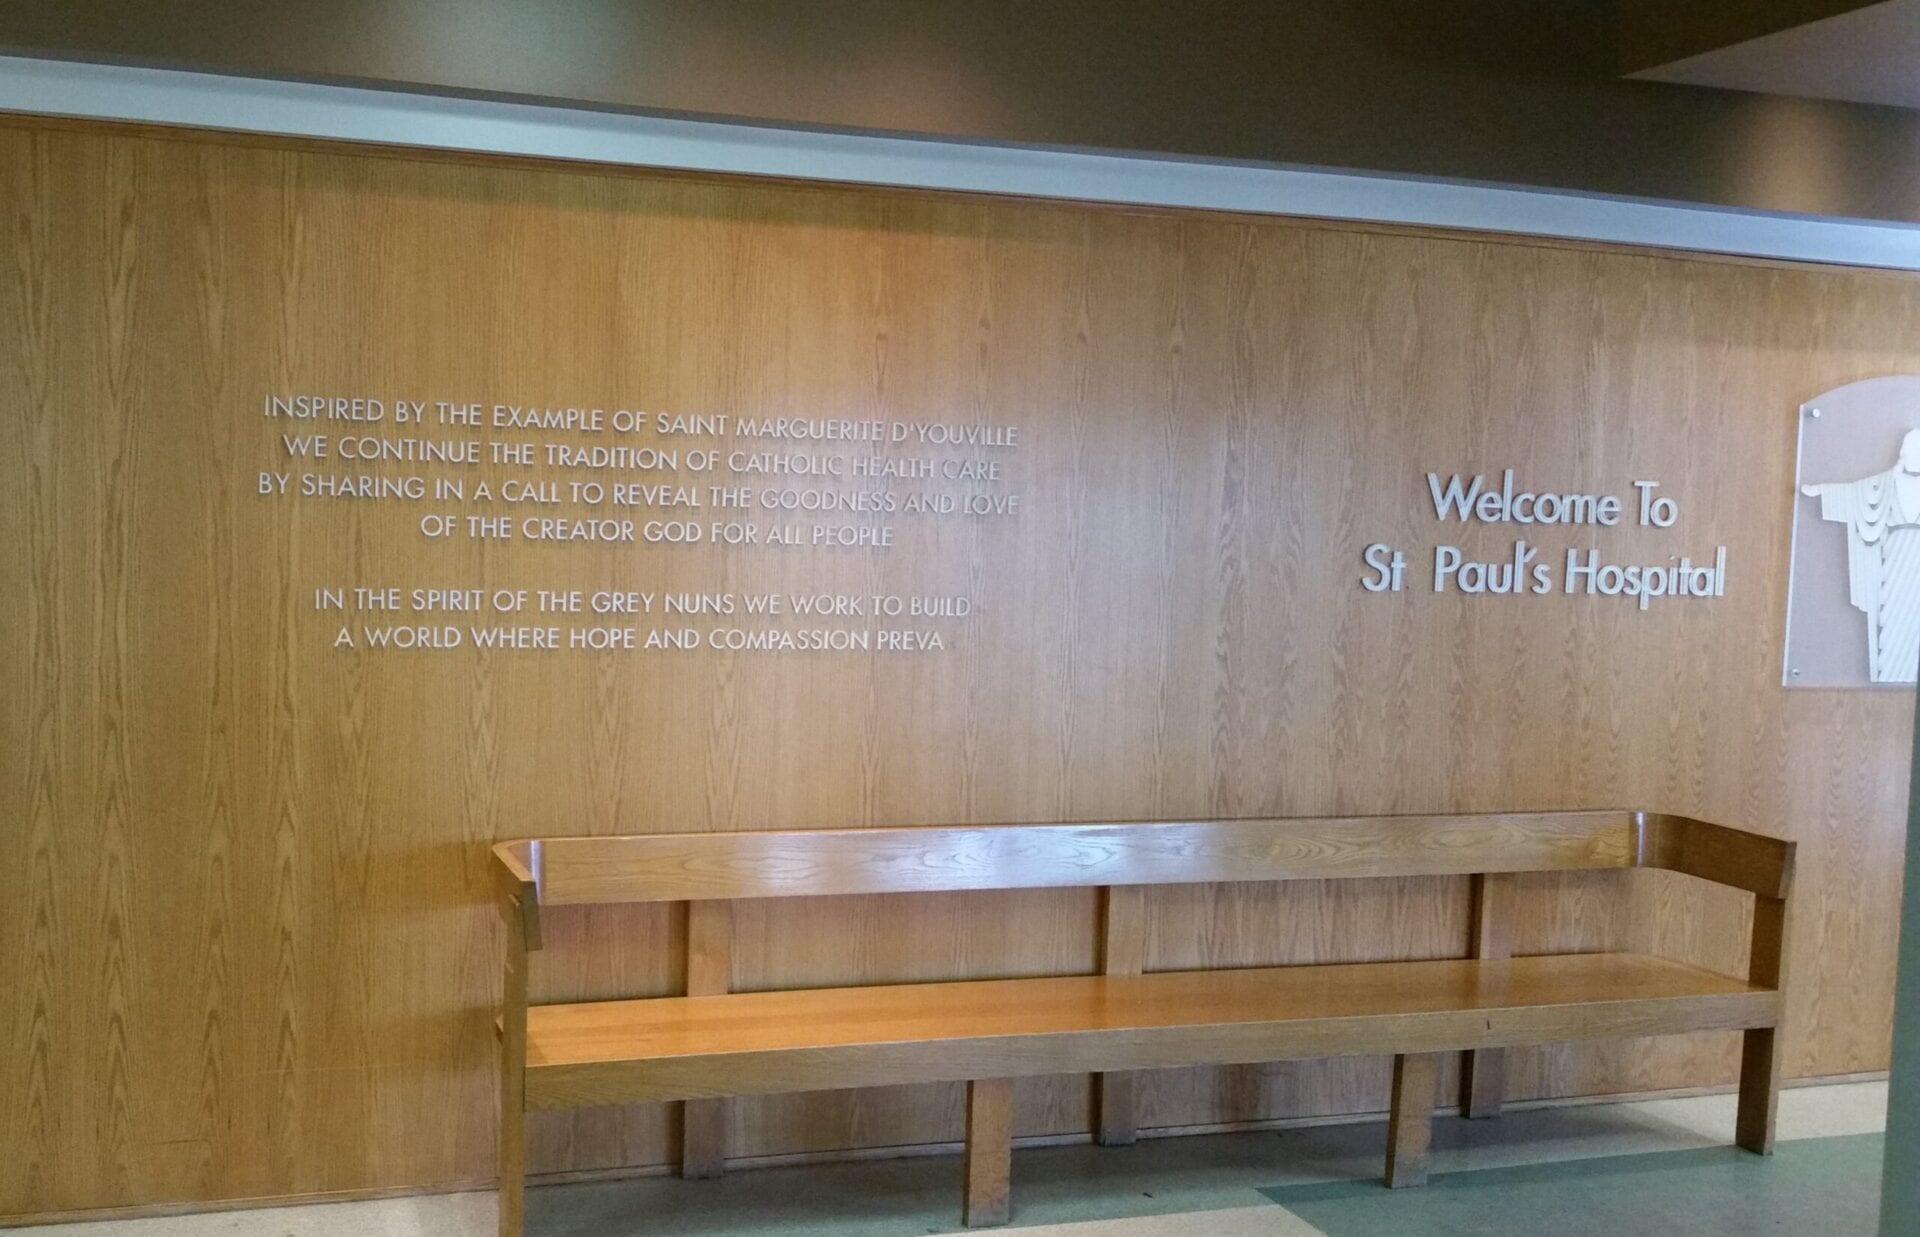 INSPIRED BY THE EXAMPLE OF SAINT MARGUERITE D'YOUVILLE
WE CONTINUE THE TRADITION OF CATHOLIC HEALTH CARE
BY SHARING IN A CALL TO REVEAL THE GOODNESS AND LOVE
OF THE CREATOR GOD FOR ALL PEOPLE
IN THE SPIRIT OF THE GREY NUNS WE WORK TO BUILD
A WORLD WHERE HOPE AND COMPASSION PREVA
Welcome To
St Paul's Hospital